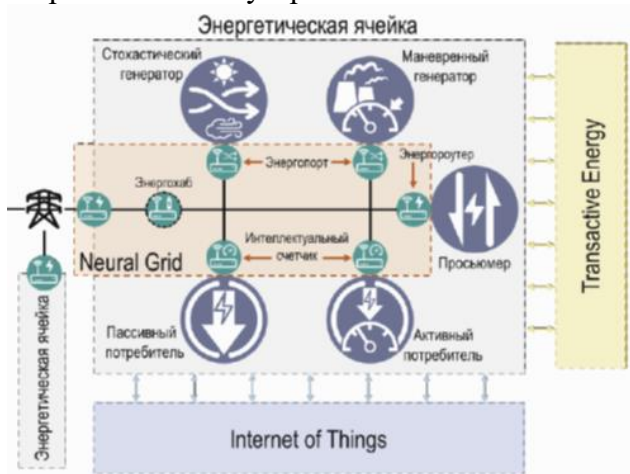 Энергетическая ячейка
Стохастический
генератор
Маневренный
генератор
Энергопорт
Энергороутер
Энергохаб
Интеллектуальный
счетчик
Neural Grid
Просьюмер
Пассивный
потребитель
Активный
потребитель
Энергетическая ячейка
Transactive Energy
Internet of Things